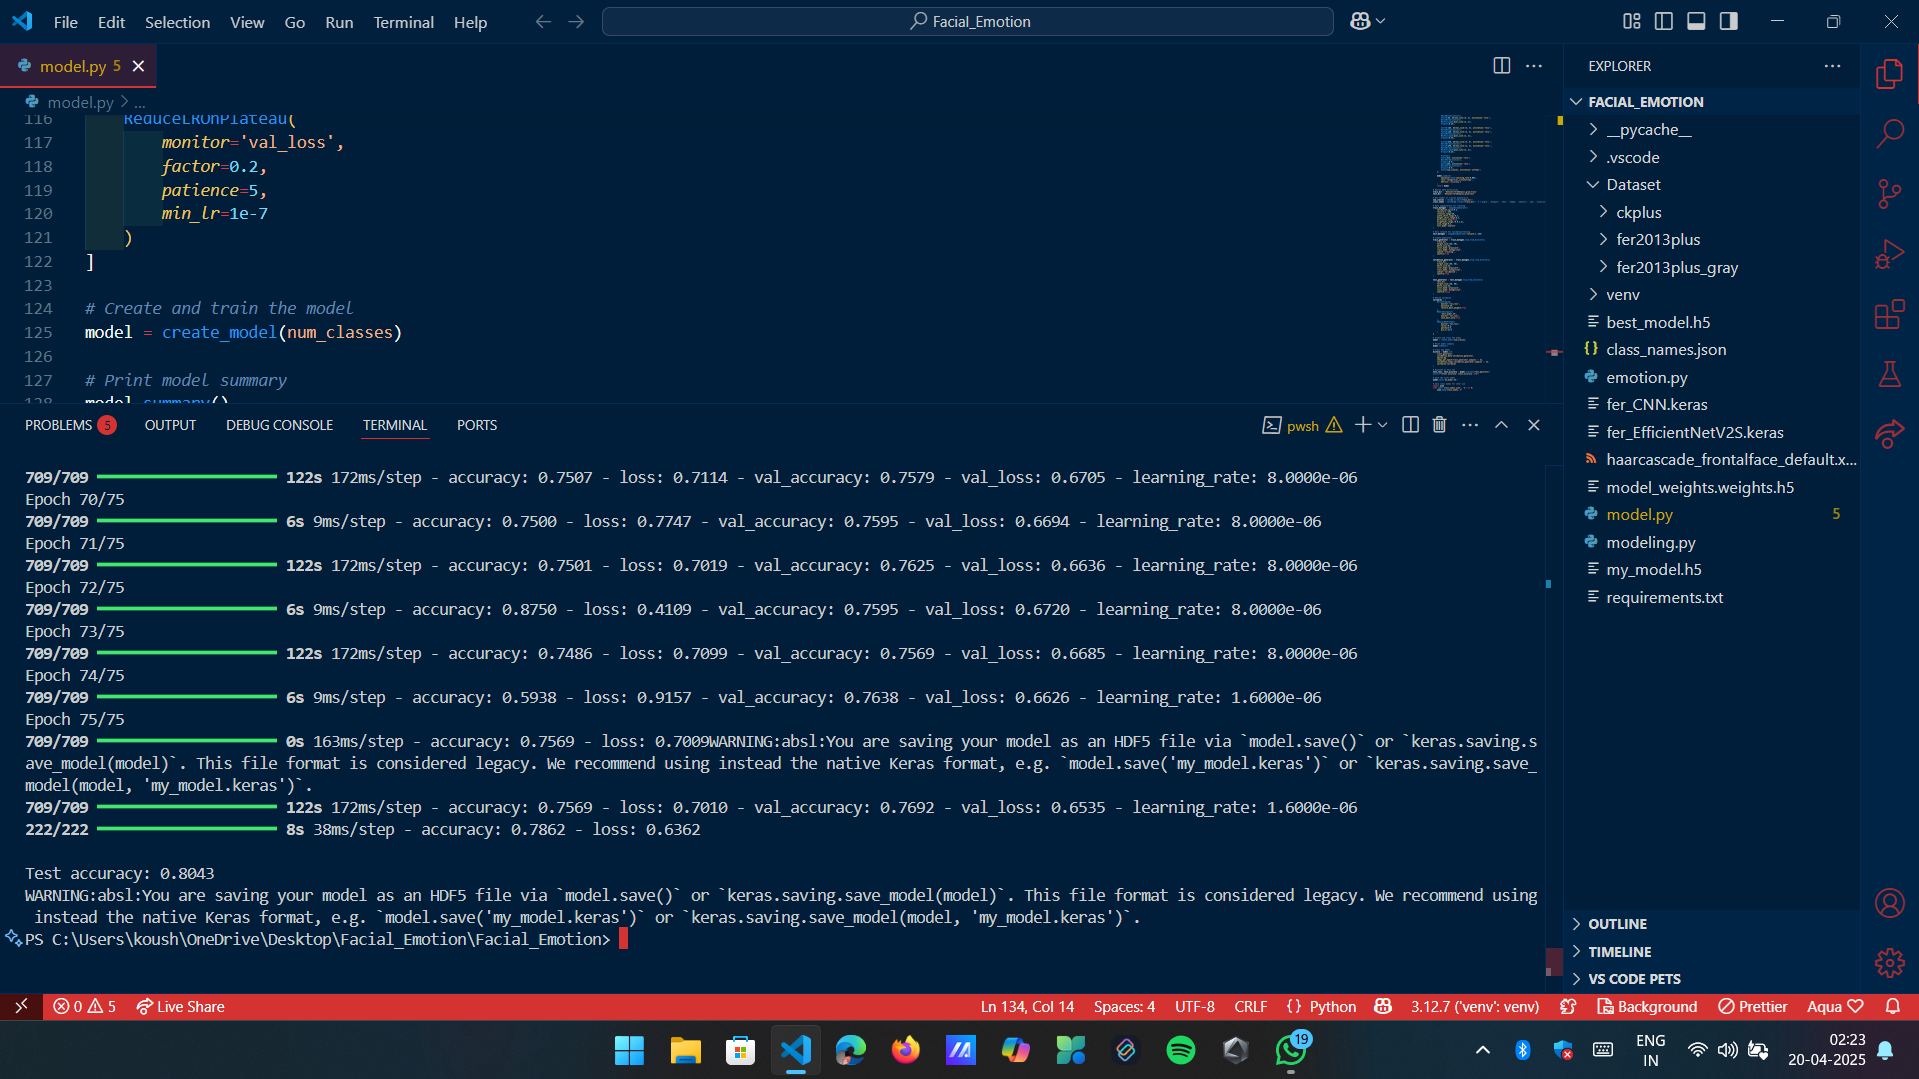 File Edit Selection View Go Run Terminal Help
Facial_Emotion
model.py 5
model.py > ...
116 ReduceLROnPlateau(
117 monitor='val_loss',
118 factor=0.2,
119 patience=5,
120 min_lr=1e-7
121 )
122 ]
123
124 # Create and train the model
125 model = create_model(num_classes)
126
127 # Print model summary
128 model.summary()
PROBLEMS 5 OUTPUT DEBUG CONSOLE TERMINAL PORTS
pwsh
709/709 122s 172ms/step - accuracy: 0.7507 - loss: 0.7114 - val_accuracy: 0.7579 - val_loss: 0.6705 - learning_rate: 8.0000e-06
Epoch 70/75
709/709 6s 9ms/step - accuracy: 0.7500 - loss: 0.7747 - val_accuracy: 0.7595 - val_loss: 0.6694 - learning_rate: 8.0000e-06
Epoch 71/75
709/709 122s 172ms/step - accuracy: 0.7501 - loss: 0.7019 - val_accuracy: 0.7625 - val_loss: 0.6636 - learning_rate: 8.0000e-06
Epoch 72/75
709/709 6s 9ms/step - accuracy: 0.8750 - loss: 0.4109 - val_accuracy: 0.7595 - val_loss: 0.6720 - learning_rate: 8.0000e-06
Epoch 73/75
709/709 122s 172ms/step - accuracy: 0.7486 - loss: 0.7099 - val_accuracy: 0.7569 - val_loss: 0.6685 - learning_rate: 8.0000e-06
Epoch 74/75
709/709 6s 9ms/step - accuracy: 0.5938 - loss: 0.9157 - val_accuracy: 0.7638 - val_loss: 0.6626 - learning_rate: 1.6000e-06
Epoch 75/75
709/709 0s 163ms/step - accuracy: 0.7569 - loss: 0.7009WARNING:absl:You are saving your model as an HDF5 file via `model.save()` or `keras.saving.s
ave_model(model)`. This file format is considered legacy. We recommend using instead the native Keras format, e.g. `model.save('my_model.keras')` or `keras.saving.save_
model(model, 'my_model.keras')`.
709/709 122s 172ms/step - accuracy: 0.7569 - loss: 0.7010 - val_accuracy: 0.7692 - val_loss: 0.6535 - learning_rate: 1.6000e-06
222/222 8s 38ms/step - accuracy: 0.7862 - loss: 0.6362
Test accuracy: 0.8043
WARNING:absl:You are saving your model as an HDF5 file via `model.save()` or `keras.saving.save_model(model)`. This file format is considered legacy. We recommend using
instead the native Keras format, e.g. `model.save('my_model.keras')` or `keras.saving.save_model(model, 'my_model.keras')`.
PS C:\Users\koush\OneDrive\Desktop\Facial_Emotion\Facial_Emotion>
EXPLORER
FACIAL_EMOTION
__pycache__
.vscode
Dataset
ckplus
fer2013plus
fer2013plus_gray
venv
best_model.h5
{} class_names.json
emotion.py
fer_CNN.keras
fer_EfficientNetV2S.keras
haarcascade_frontalface_default.x...
model_weights.weights.h5
model.py 5
modeling.py
my_model.h5
requirements.txt
OUTLINE
TIMELINE
VS CODE PETS
0 5 Live Share
Ln 134, Col 14 Spaces: 4 UTF-8 CRLF {} Python 3.12.7 ('venv': venv) Background Prettier Aqua
19
ENG
IN
02:23
20-04-2025